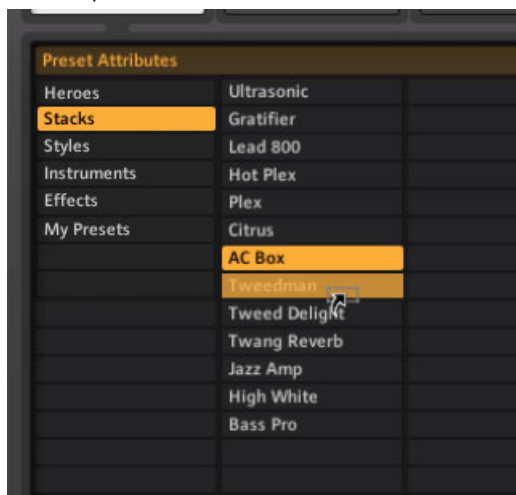 Preset Attributes
Heroes
Stacks
Styles
Instruments
Effects
My Presets
Ultrasonic
Gratifier
Lead 800
Hot Plex
Plex
Citrus
AC Box
Tweedman
Tweed Delight
Twang Reverb
Jazz Amp
High White
Bass Pro